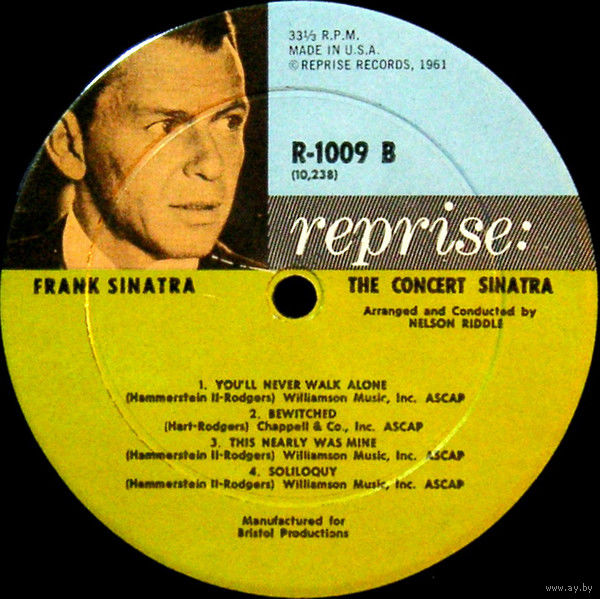 33⅓ R.P.M.
MADE IN U.S.A.
©REPRISE RECORDS, 1961
R-1009 B
(10,238)
reprise:
FRANK SINATRA
THE CONCERT SINATRA
Arranged and Conducted by
NELSON RIDDLE
1. YOU'LL NEVER WALK ALONE
(Hammerstein II-Rodgers) Williamson Music, Inc. ASCAP
2. BEWITCHED
(Hart-Rodgers) Chappell & Co., Inc. ASCAP
3. THIS NEARLY WAS MINE
(Hammerstein II-Rodgers) Williamson Music, Inc. ASCAP
4. SOLILOQUY
(Hammerstein II-Rodgers) Williamson Music, Inc. ASCAP
Manufactured for
Bristol Productions
www.ay.by